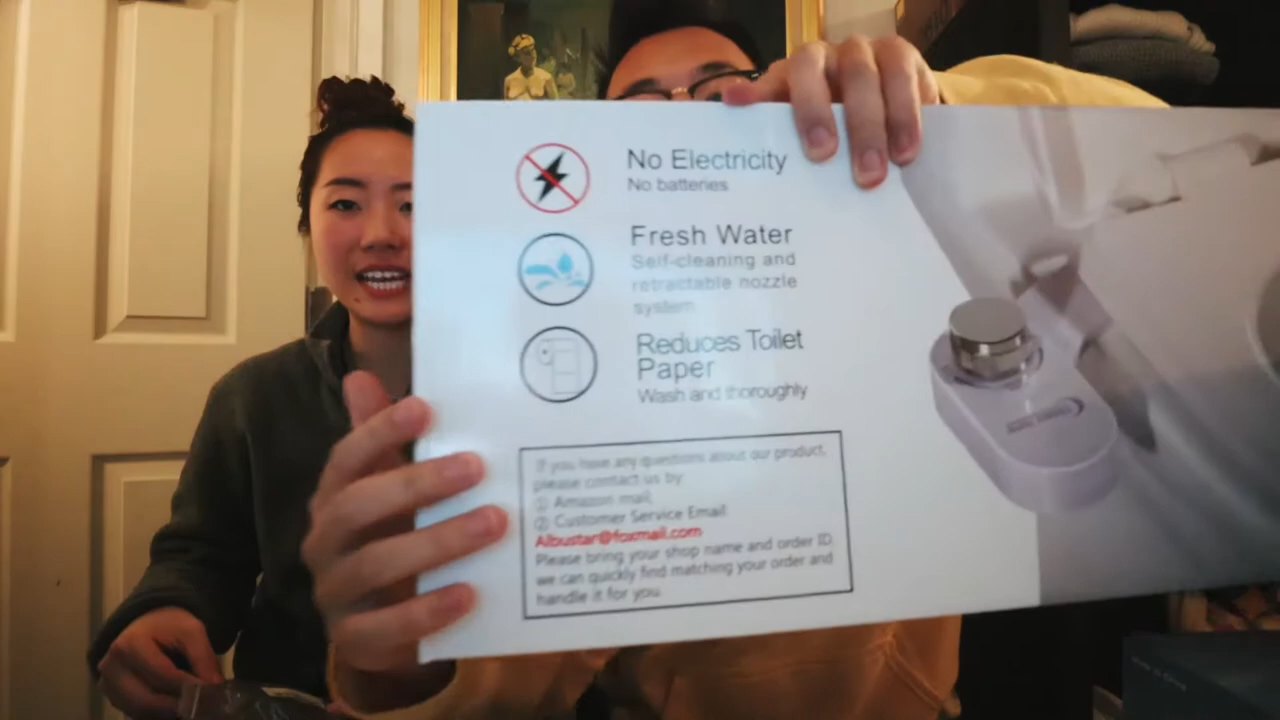 No Electricity
No batteries
Fresh Water
Self-cleaning and
retractable nozzle
system
Reduces Toilet
Paper
Wash and thoroughly
If you have any questions about our product,
please contact us by
① Amazon mail;
② Customer Service Email
Albustar@foxmail.com
Please bring your shop name and order ID
we can quickly find matching your order and
handle it for you